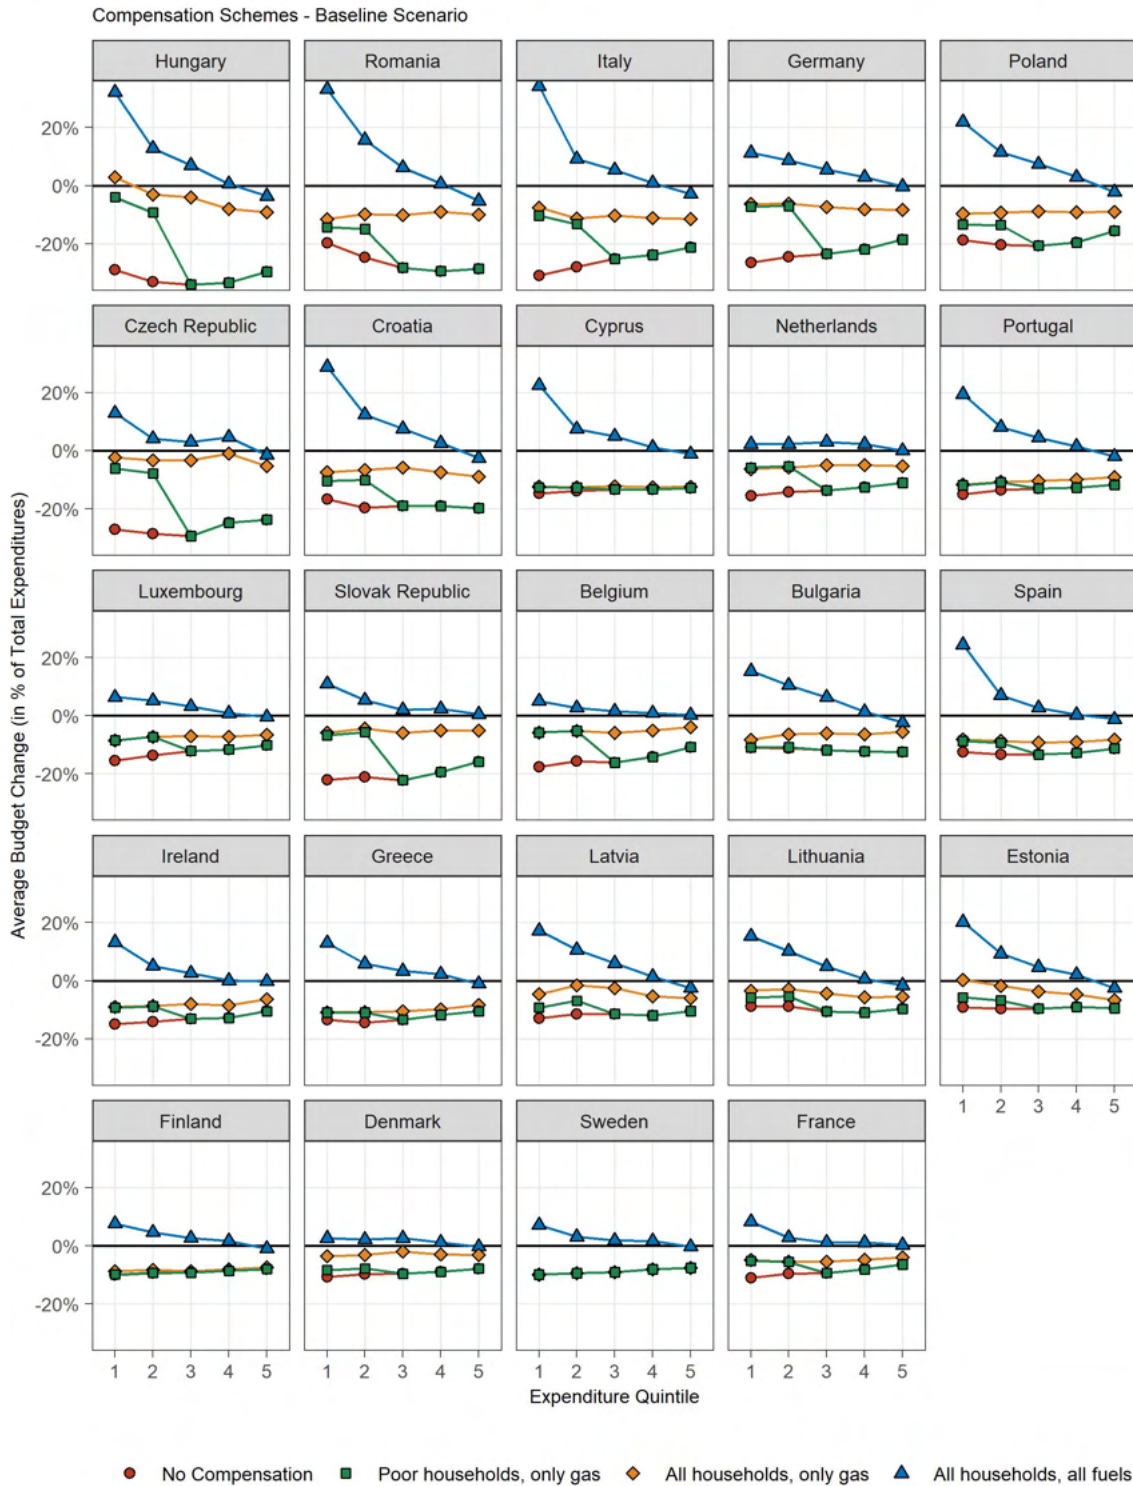 Compensation Schemes - Baseline Scenario
Hungary Romania Italy Germany Poland
20%
0%
-20%
Czech Republic Croatia Cyprus Netherlands Portugal
20%
0%
-20%
Luxembourg Slovak Republic Belgium Bulgaria Spain
20%
0%
-20%
Ireland Greece Latvia Lithuania Estonia
20%
0%
-20%
1 2 3 4 5
Finland Denmark Sweden France
20%
0%
-20%
1 2 3 4 5 1 2 3 4 5 1 2 3 4 5 1 2 3 4 5
Average Budget Change (in % of Total Expenditures)
Expenditure Quintile
No Compensation Poor households, only gas All households, only gas All households, all fuels